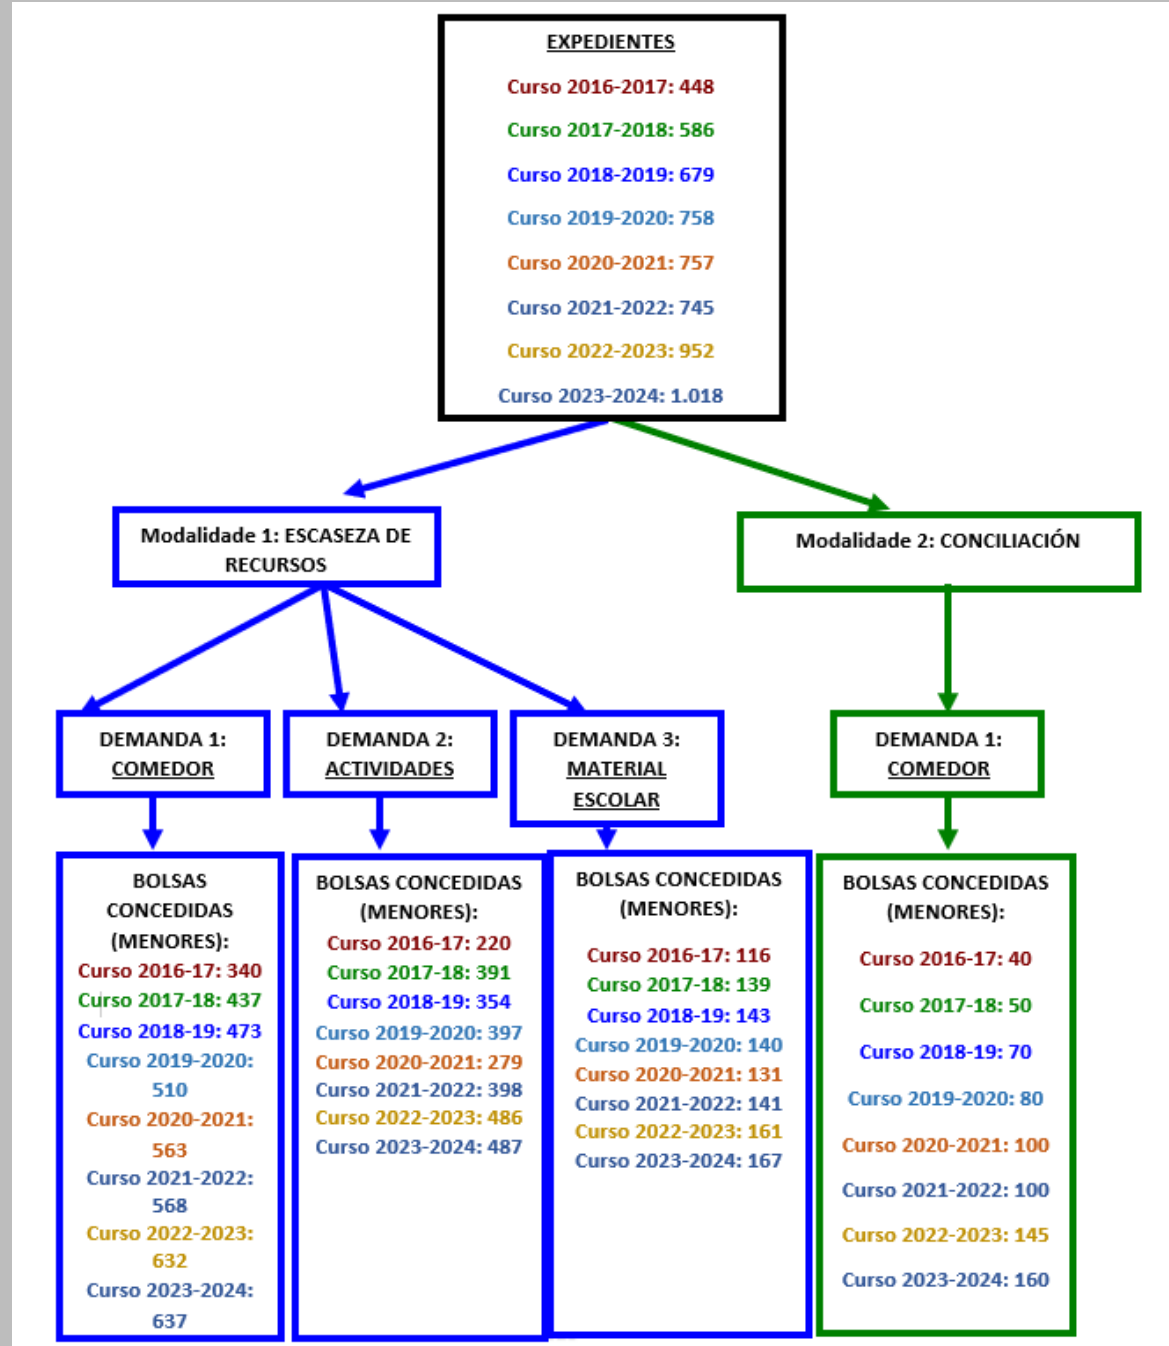 EXPEDIENTES
Curso 2016-2017: 448
Curso 2017-2018: 586
Curso 2018-2019: 679
Curso 2019-2020: 758
Curso 2020-2021: 757
Curso 2021-2022: 745
Curso 2022-2023: 952
Curso 2023-2024: 1.018
Modalidade 1: ESCASEZA DE
RECURSOS
Modalidade 2: CONCILIACIÓN
DEMANDA 1:
COMEDOR
DEMANDA 2:
ACTIVIDADES
DEMANDA 3:
MATERIAL
ESCOLAR
DEMANDA 1:
COMEDOR
BOLSAS
CONCEDIDAS
(MENORES):
Curso 2016-17: 340
Curso 2017-18: 437
Curso 2018-19: 473
Curso 2019-2020:
510
Curso 2020-2021:
563
Curso 2021-2022:
568
Curso 2022-2023:
632
Curso 2023-2024:
637
BOLSAS CONCEDIDAS
(MENORES):
Curso 2016-17: 220
Curso 2017-18: 391
Curso 2018-19: 354
Curso 2019-2020: 397
Curso 2020-2021: 279
Curso 2021-2022: 398
Curso 2022-2023: 486
Curso 2023-2024: 487
BOLSAS CONCEDIDAS
(MENORES):
Curso 2016-17: 116
Curso 2017-18: 139
Curso 2018-19: 143
Curso 2019-2020: 140
Curso 2020-2021: 131
Curso 2021-2022: 141
Curso 2022-2023: 161
Curso 2023-2024: 167
BOLSAS CONCEDIDAS
(MENORES):
Curso 2016-17: 40
Curso 2017-18: 50
Curso 2018-19: 70
Curso 2019-2020: 80
Curso 2020-2021: 100
Curso 2021-2022: 100
Curso 2022-2023: 145
Curso 2023-2024: 160